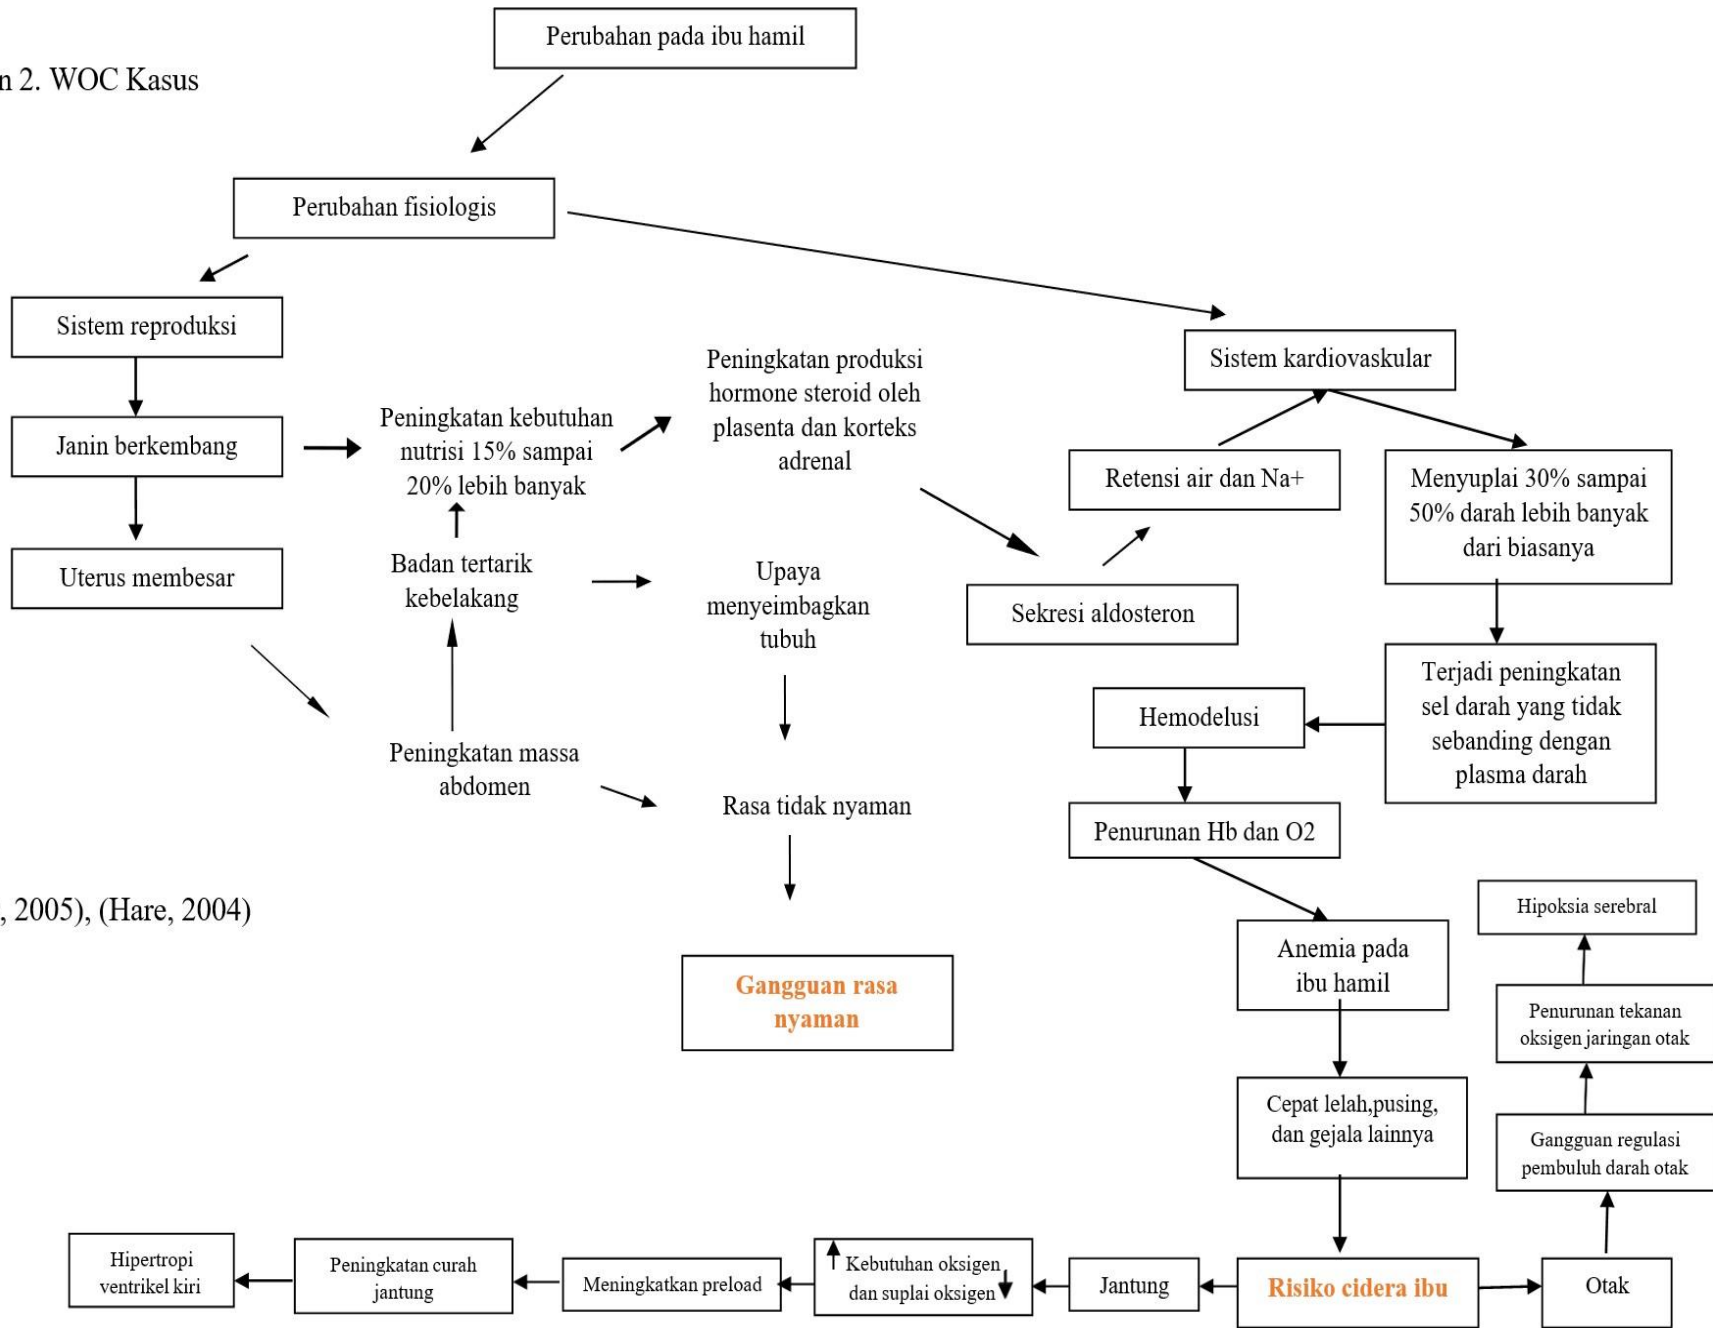 Perubahan pada ibu hamil
n 2. WOC Kasus
Perubahan fisiologis
Sistem reproduksi
Janin berkembang
Uterus membesar
Peningkatan kebutuhan
nutrisi 15% sampai
20% lebih banyak
Badan tertarik
kebelakang
Peningkatan massa
abdomen
Peningkatan produksi
hormone steroid oleh
plasenta dan korteks
adrenal
Upaya
menyeimbagkan
tubuh
Rasa tidak nyaman
Gangguan rasa
nyaman
Sistem kardiovaskular
Retensi air dan Na+
Sekresi aldosteron
Menyuplai 30% sampai
50% darah lebih banyak
dari biasanya
Terjadi peningkatan
sel darah yang tidak
sebanding dengan
plasma darah
Hemodelusi
Penurunan Hb dan O2
Anemia pada
ibu hamil
Cepat lelah,pusing,
dan gejala lainnya
, 2005), (Hare, 2004)
Hipoksia serebral
Penurunan tekanan
oksigen jaringan otak
Gangguan regulasi
pembuluh darah otak
Hipertropi
ventrikel kiri
Peningkatan curah
jantung
Meningkatkan preload
Kebutuhan oksigen
dan suplai oksigen
Jantung
Risiko cidera ibu
Otak